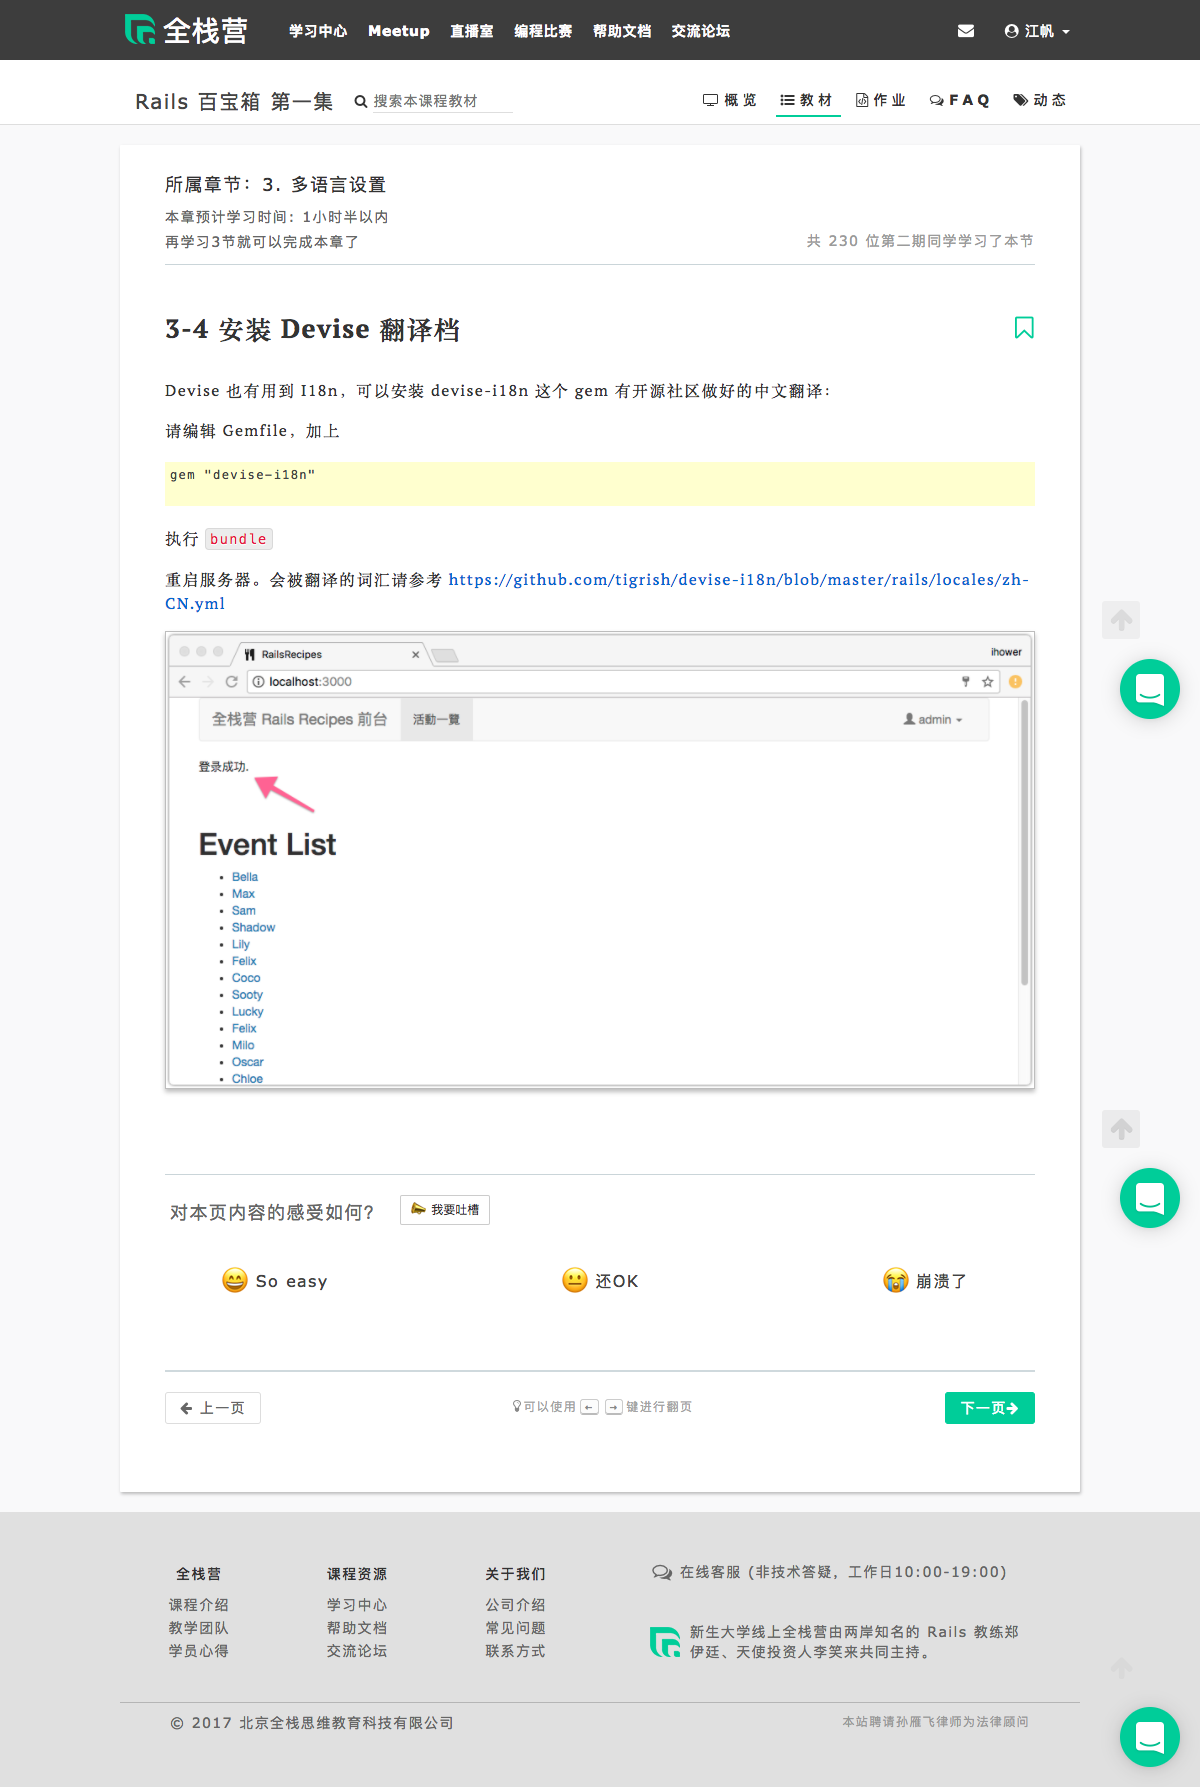 全栈营 学习中心 Meetup 直播室 编程比赛 帮助文档 交流论坛 江帆
Rails 百宝箱 第一集 搜索本课程教材 概览 教材 作业 FAQ 动态
所属章节：3. 多语言设置
本章预计学习时间：1小时半以内
再学习3节就可以完成本章了 共 230 位第二期同学学习了本节
3-4 安装 Devise 翻译档
Devise 也有用到 I18n，可以安装 devise-i18n 这个 gem 有开源社区做好的中文翻译：
请编辑 Gemfile，加上
gem "devise-i18n"
执行 bundle
重启服务器。会被翻译的词汇请参考 https://github.com/tigrish/devise-i18n/blob/master/rails/locales/zh-
CN.yml
RailsRecipes ihower
localhost:3000
全栈营 Rails Recipes 前台 活動一覽 admin
登录成功.
Event List
Bella
Max
Sam
Shadow
Lily
Felix
Coco
Sooty
Lucky
Felix
Milo
Oscar
Chloe
对本页内容的感受如何? 我要吐槽
So easy 还OK 崩溃了
上一页 可以使用 ← → 键进行翻页 下一页
全栈营 课程资源 关于我们 在线客服 (非技术答疑，工作日10:00-19:00)
课程介绍 学习中心 公司介绍
教学团队 帮助文档 常见问题 新生大学线上全栈营由两岸知名的 Rails 教练郑
学员心得 交流论坛 联系方式 伊廷、天使投资人李笑来共同主持。
© 2017 北京全栈思维教育科技有限公司 本站聘请孙雁飞律师为法律顾问